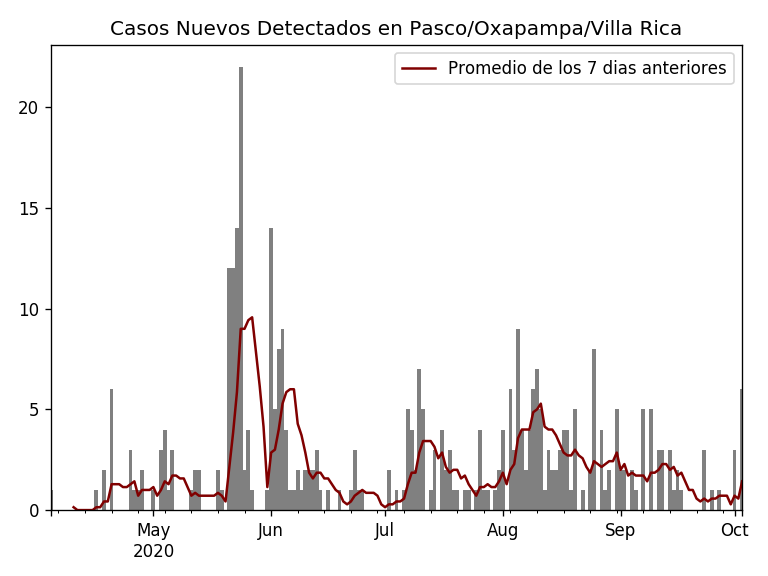 Casos Nuevos Detectados en Pasco/Oxapampa/Villa Rica
Promedio de los 7 dias anteriores
20
15
10
5
0
May Jun Jul Aug Sep Oct
2020